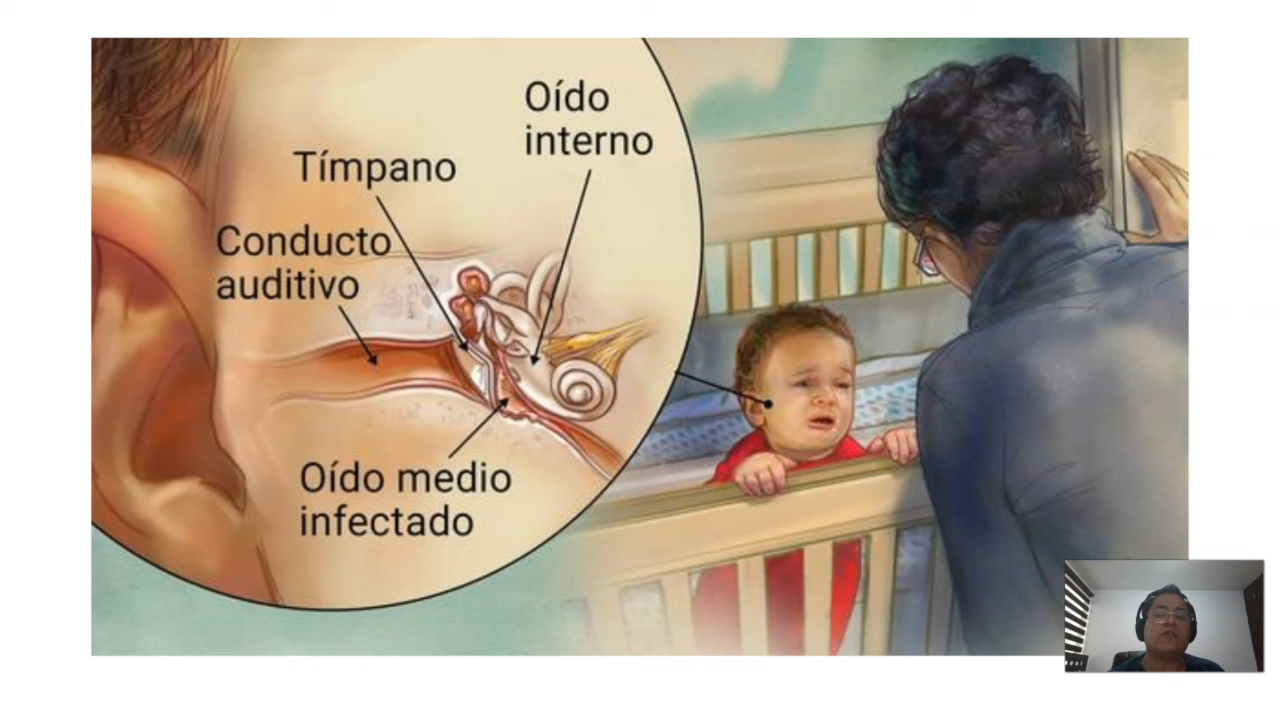 Oído
interno
Tímpano
Conducto
auditivo
Oído medio
infectado